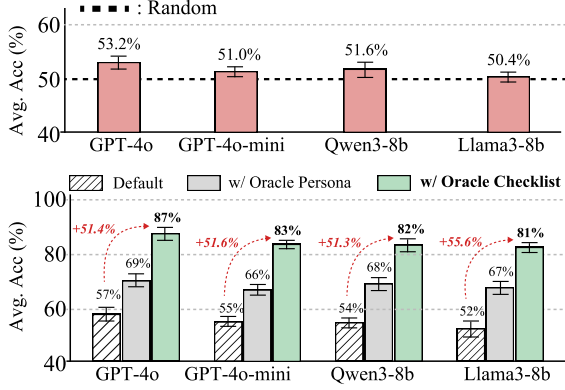 : Random
Avg. Acc (%)
60
50
40
53.2%
51.0%
51.6%
50.4%
GPT-4o
GPT-4o-mini
Qwen3-8b
Llama3-8b
Default
w/ Oracle Persona
w/ Oracle Checklist
Avg. Acc (%)
100
80
60
40
+51.4%
57%
69%
87%
+51.6%
55%
66%
83%
+51.3%
54%
68%
82%
+55.6%
52%
67%
81%
GPT-4o
GPT-4o-mini
Qwen3-8b
Llama3-8b